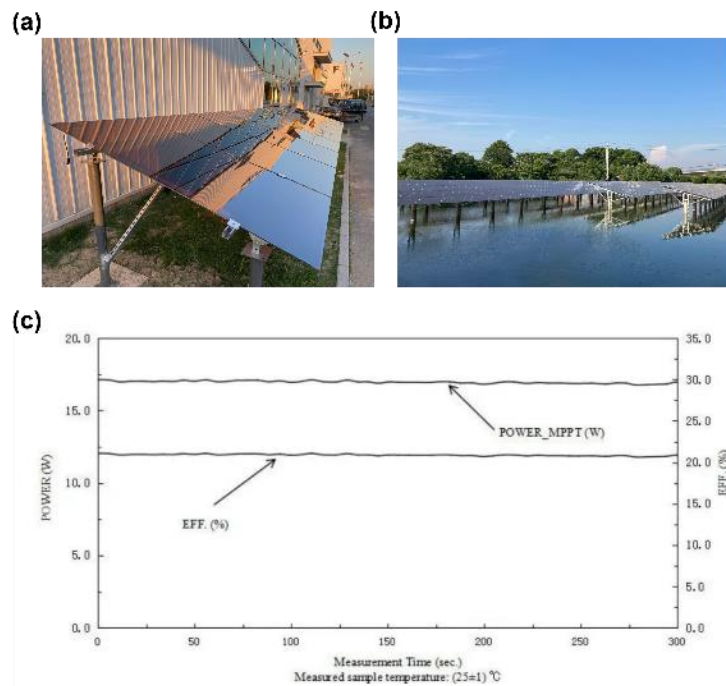 (a)
(b)
(c)
20.0
15.0
10.0
5.0
0.0
POWER (W)
35.0
30.0
25.0
20.0
15.0
10.0
5.0
0.0
EFF. (%)
POWER_MPPT (W)
EFF. (%)
0 50 100 150 200 250 300
Measurement Time (sec.)
Measured sample temperature: (25±1) ℃